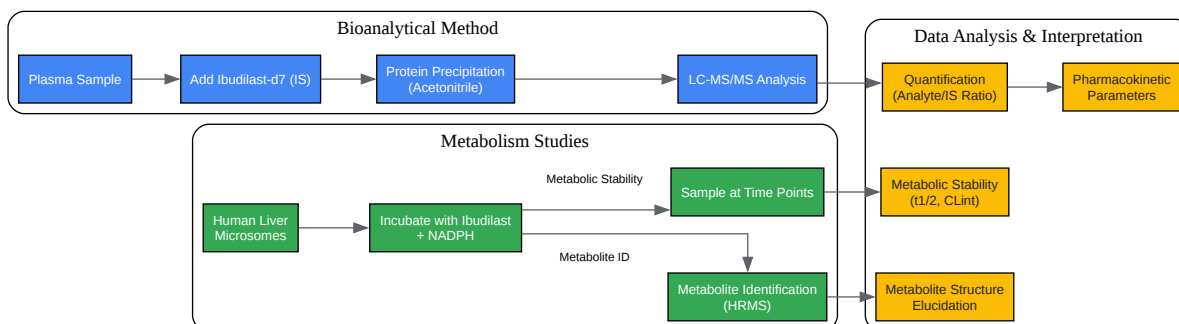 Bioanalytical Method
Plasma Sample
Add Ibudilast-d7 (IS)
Protein Precipitation
(Acetonitrile)
LC-MS/MS Analysis
Data Analysis & Interpretation
Quantification
(Analyte/IS Ratio)
Pharmacokinetic
Parameters
Metabolism Studies
Human Liver
Microsomes
Incubate with Ibudilast
+ NADPH
Metabolic Stability
Sample at Time Points
Metabolic Stability
(t1/2, CLint)
Metabolite ID
Metabolite Identification
(HRMS)
Metabolite Structure
Elucidation